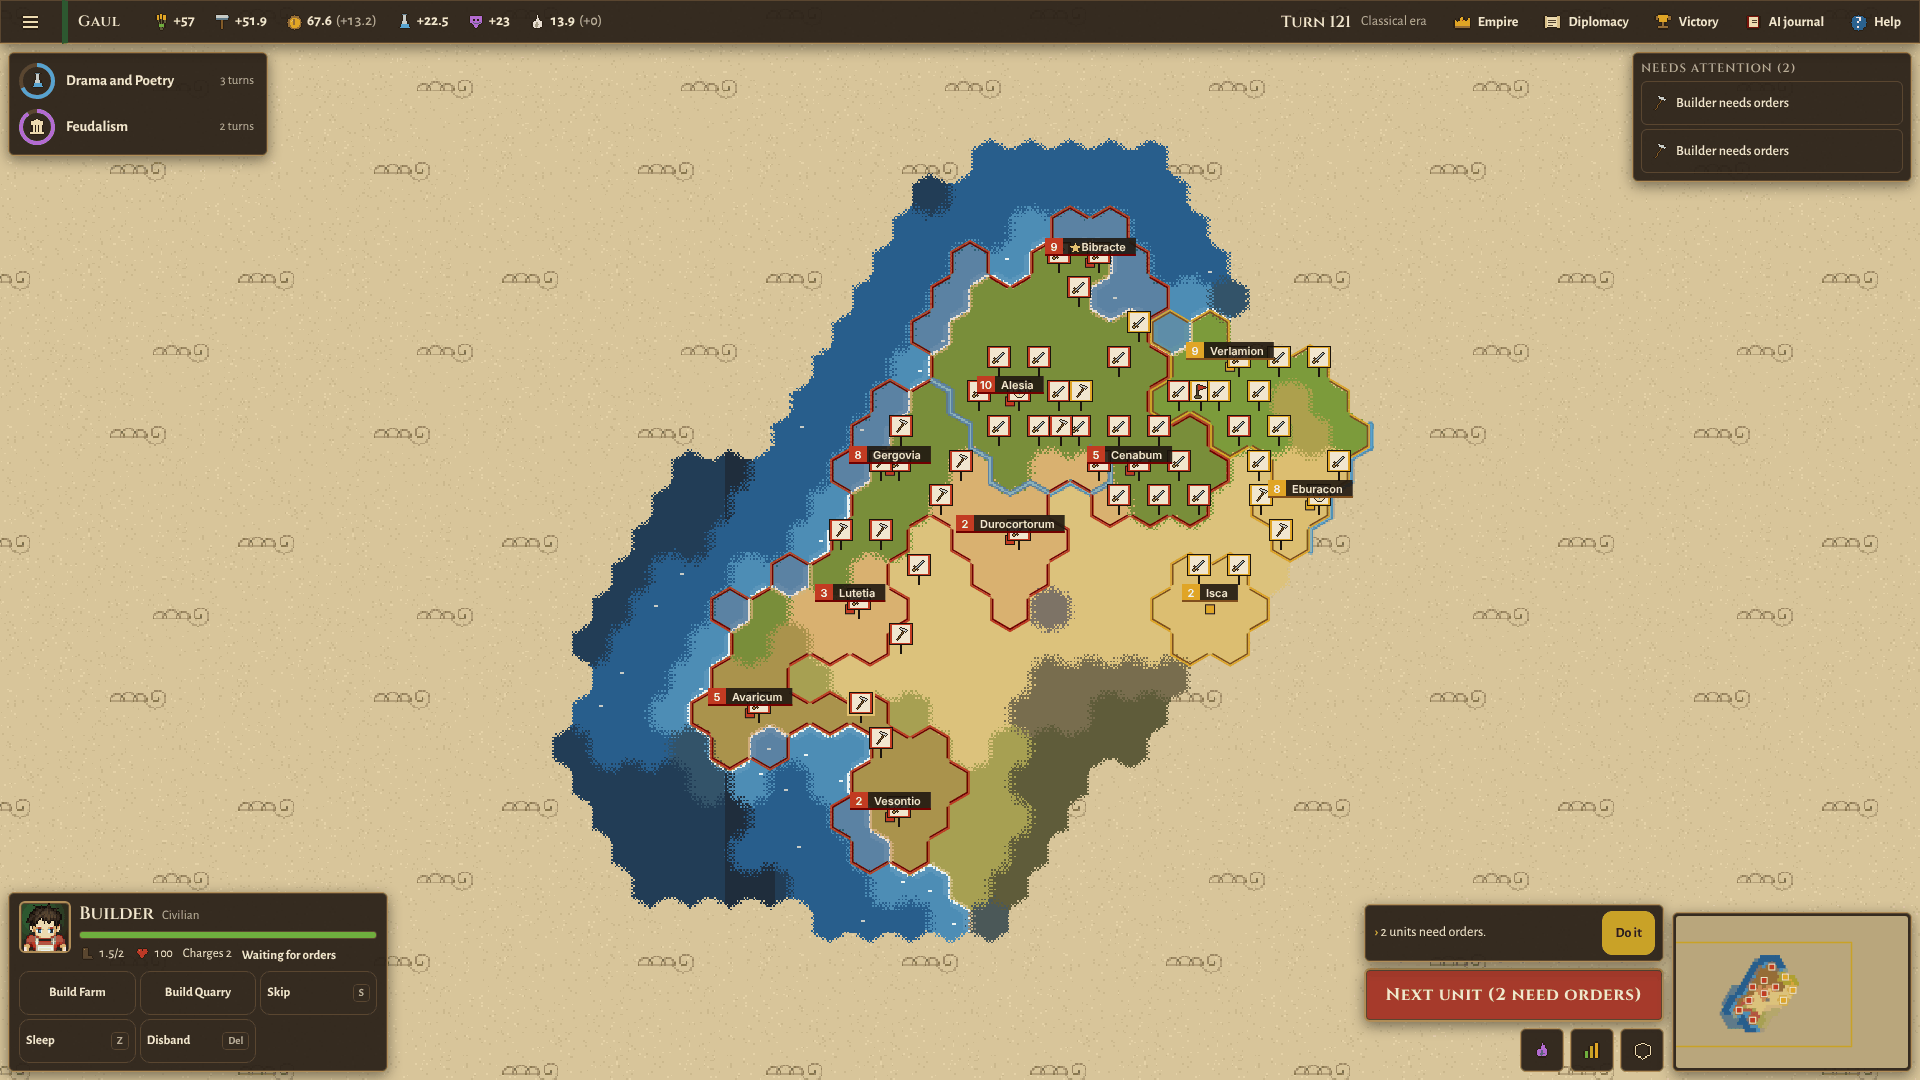 GAUL
+57
+51.9
67.6 (+13.2)
+22.5
+23
13.9 (+0)
TURN 121
Classical era
Empire
Diplomacy
Victory
AI journal
? Help
Drama and Poetry
3 turns
Feudalism
2 turns
NEEDS ATTENTION (2)
Builder needs orders
Builder needs orders
9 Bibracte
9 Verlamion
10 Alesia
8 Gergovia
5 Cenabum
8 Eburacon
2 Durocortorum
3 Lutetia
2 Isca
5 Avaricum
2 Vesontio
BUILDER Civilian
1.5/2
100
Charges 2
Waiting for orders
Build Farm
Build Quarry
Skip S
Sleep Z
Disband Del
› 2 units need orders.
Do it
NEXT UNIT (2 NEED ORDERS)